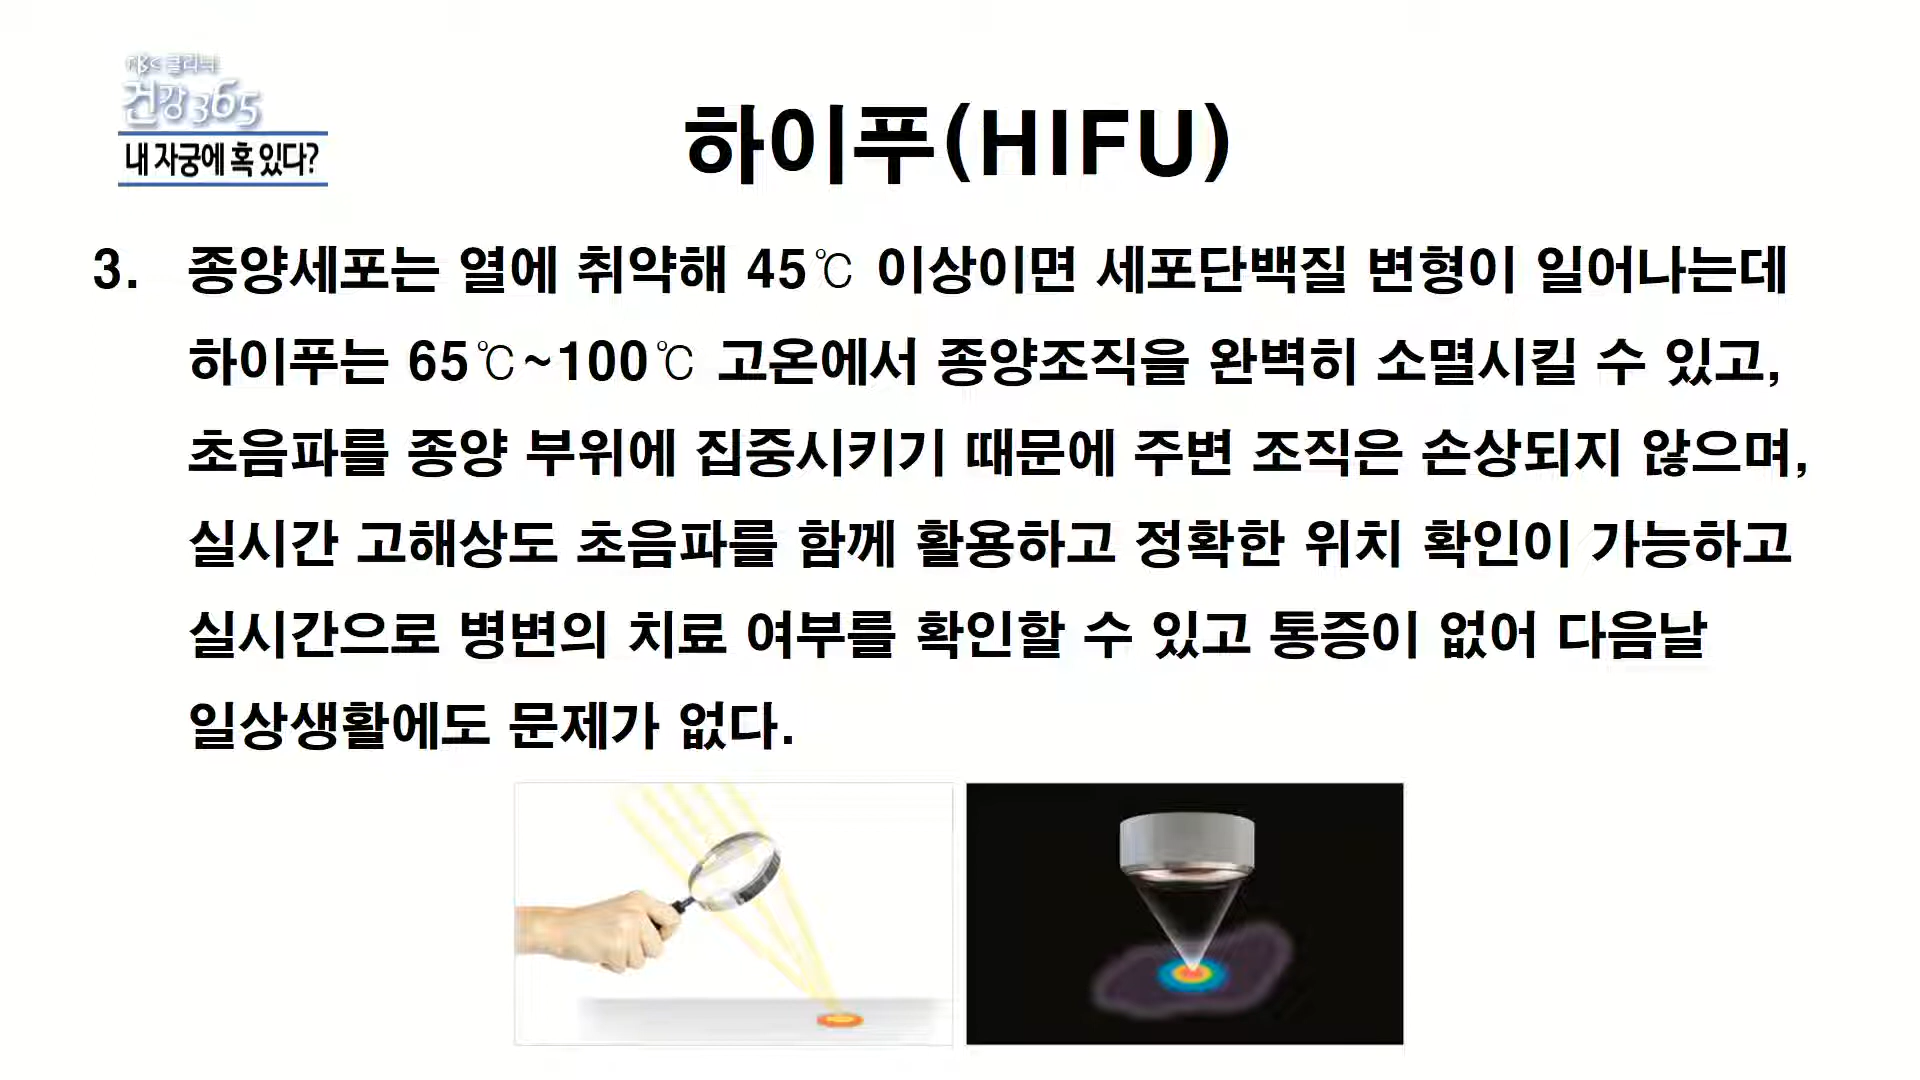 TBC 클리닉
건강365
내 자궁에 혹 있다?
하이푸(HIFU)
3. 종양세포는 열에 취약해 45℃ 이상이면 세포단백질 변형이 일어나는데
하이푸는 65℃~100℃ 고온에서 종양조직을 완벽히 소멸시킬 수 있고,
초음파를 종양 부위에 집중시키기 때문에 주변 조직은 손상되지 않으며,
실시간 고해상도 초음파를 함께 활용하고 정확한 위치 확인이 가능하고
실시간으로 병변의 치료 여부를 확인할 수 있고 통증이 없어 다음날
일상생활에도 문제가 없다.